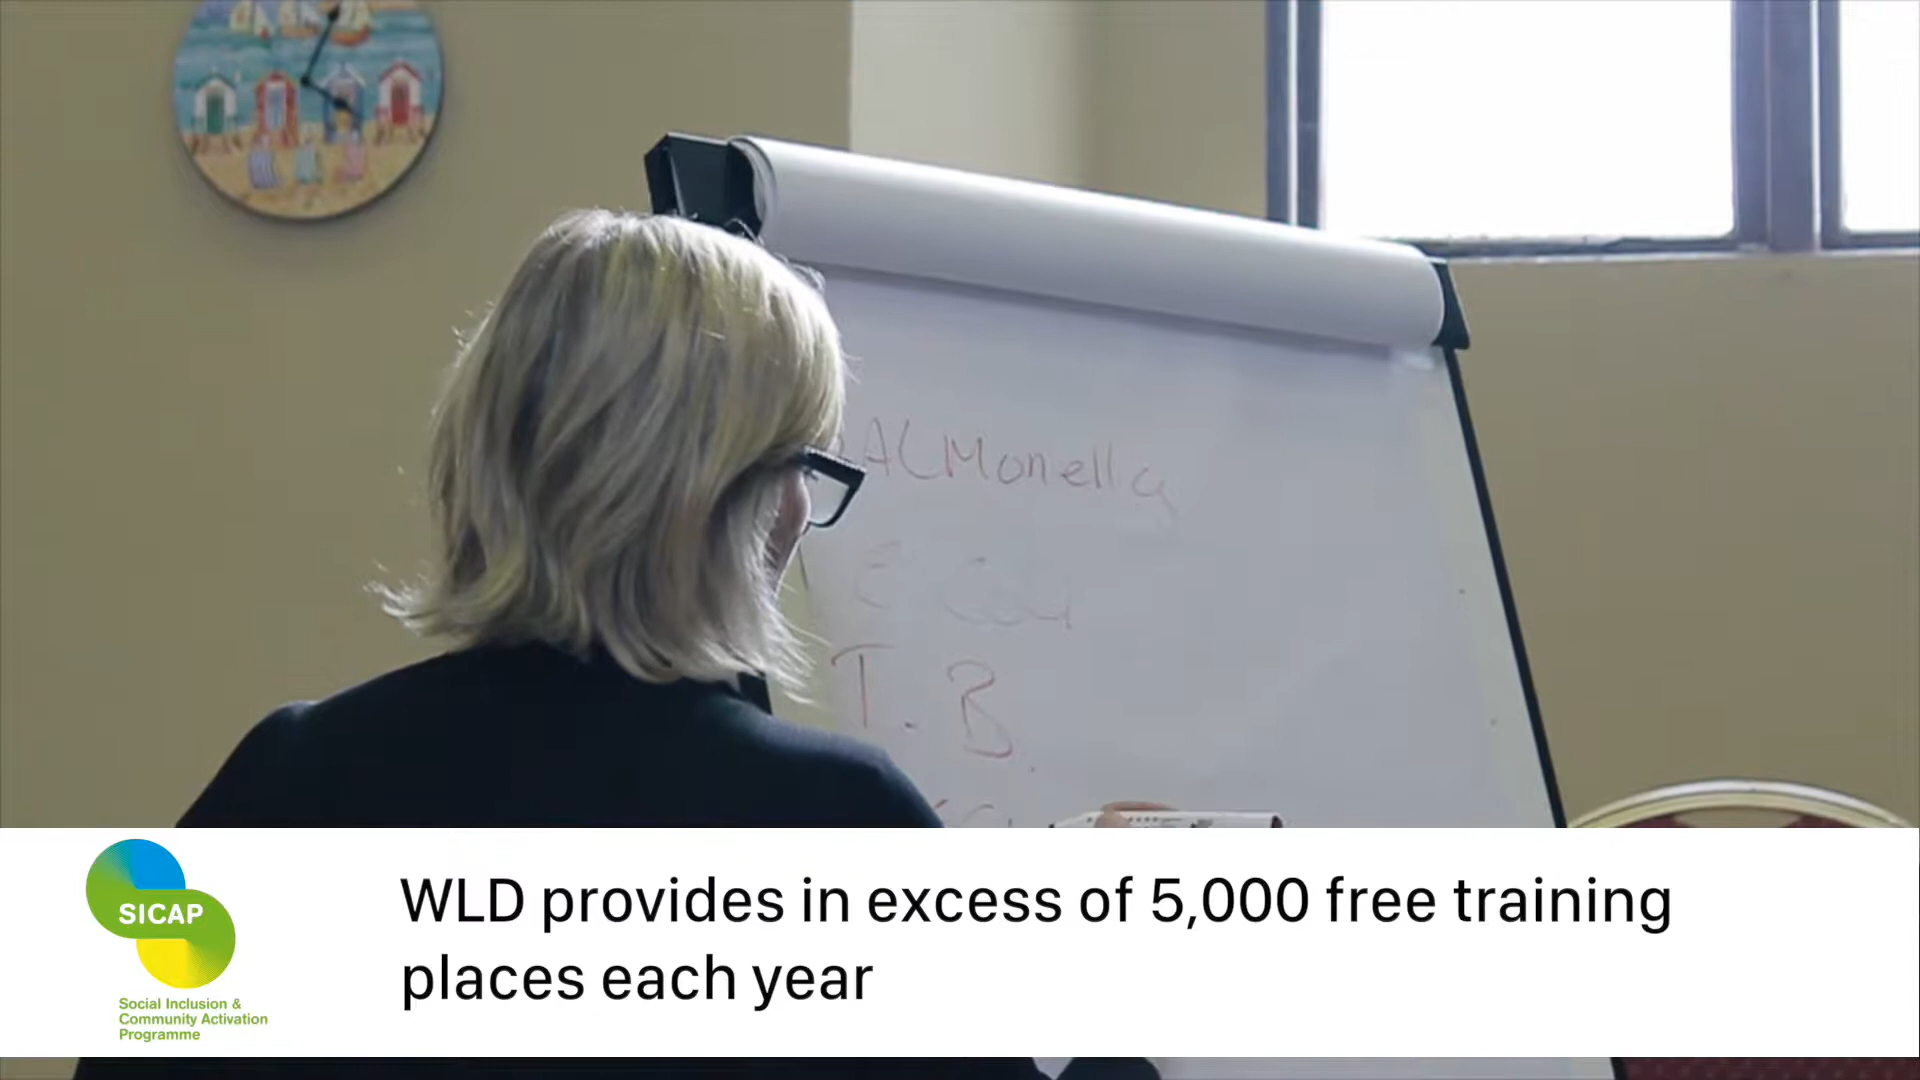 SALMonella
T. B.
SICAP
Social Inclusion &
Community Activation
Programme
WLD provides in excess of 5,000 free training
places each year